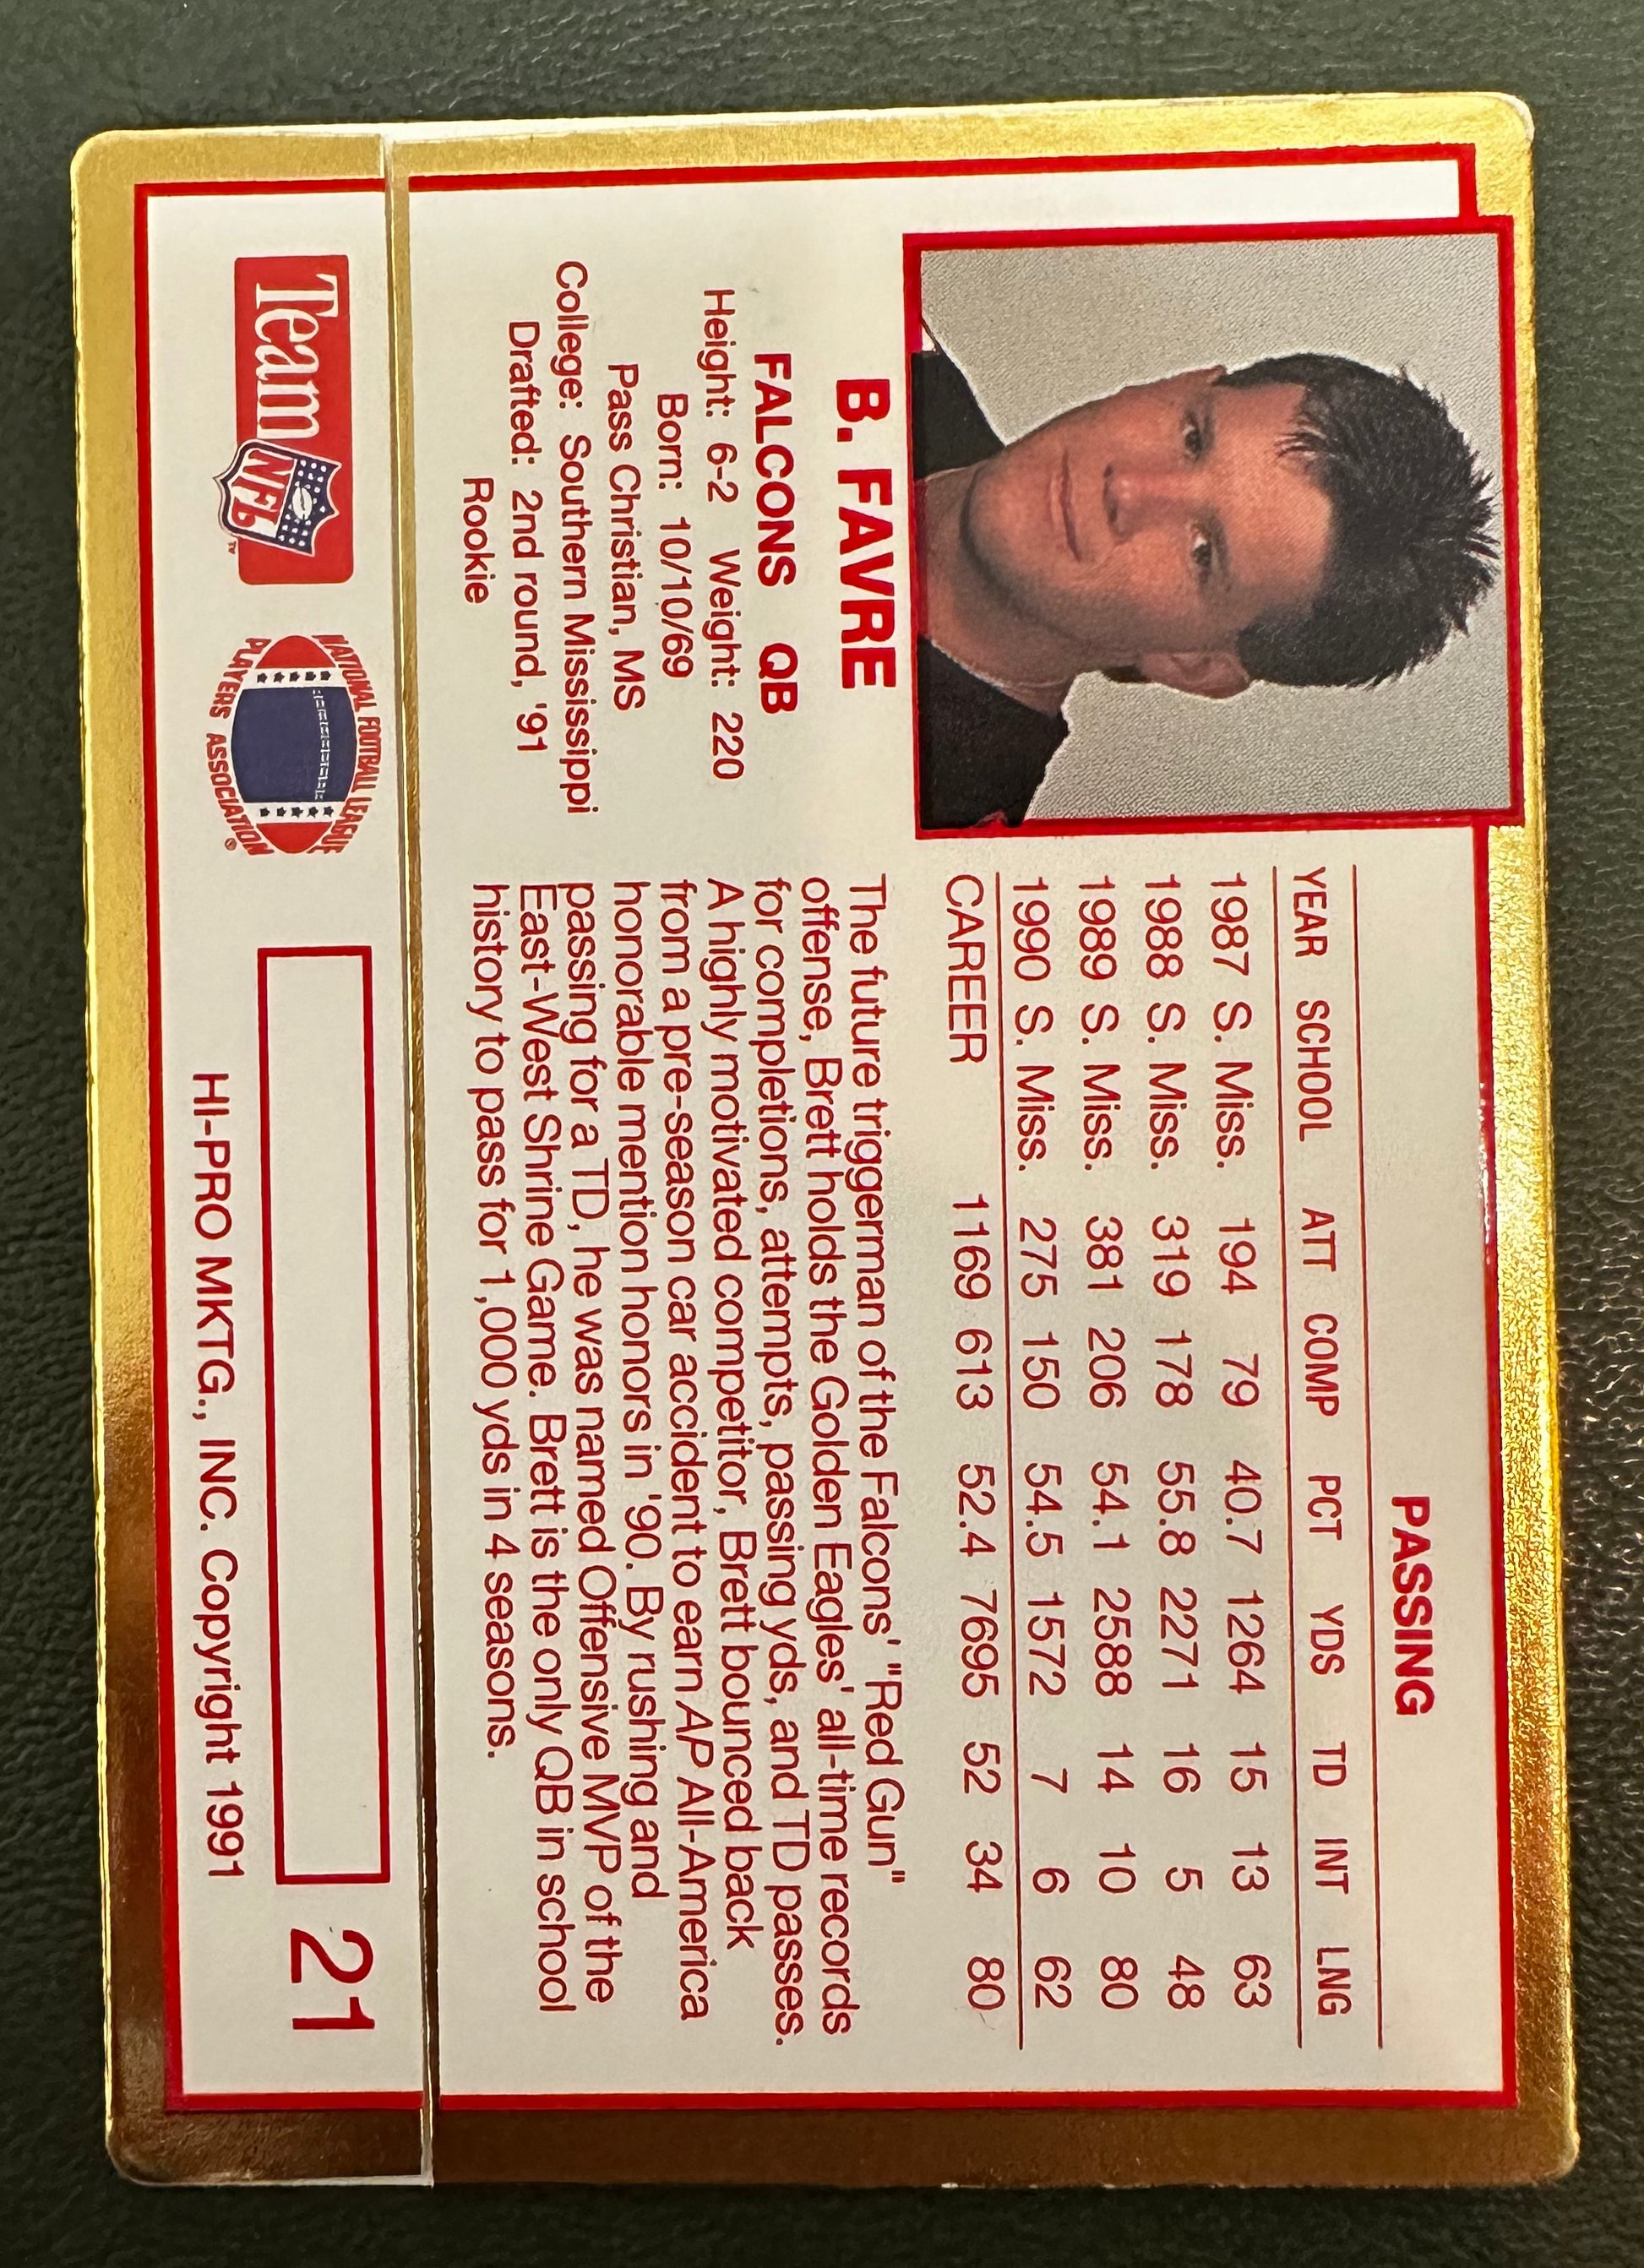 PASSING
YEAR SCHOOL ATT COMP PCT YDS TD INT LNG
1987 S. Miss. 194 79 40.7 1264 15 13 63
1988 S. Miss. 319 178 55.8 2271 16 5 48
1989 S. Miss. 381 206 54.1 2588 14 10 80
1990 S. Miss. 275 150 54.5 1572 7 6 62
CAREER 1169 613 52.4 7695 52 34 80
B. FAVRE
FALCONS QB
Height: 6-2 Weight: 220
Born: 10/10/69
Pass Christian, MS
College: Southern Mississippi
Drafted: 2nd round, '91
Rookie
The future triggerman of the Falcons' "Red Gun"
offense, Brett holds the Golden Eagles' all-time records
for completions, attempts, passing yds, and TD passes.
A highly motivated competitor, Brett bounced back
from a pre-season car accident to earn AP All-America
honorable mention honors in '90. By rushing and
passing for a TD, he was named Offensive MVP of the
East-West Shrine Game. Brett is the only QB in school
history to pass for 1,000 yds in 4 seasons.
Team NFL TM
NATIONAL FOOTBALL LEAGUE
PLAYERS ASSOCIATION ®
21
HI-PRO MKTG., INC. Copyright 1991